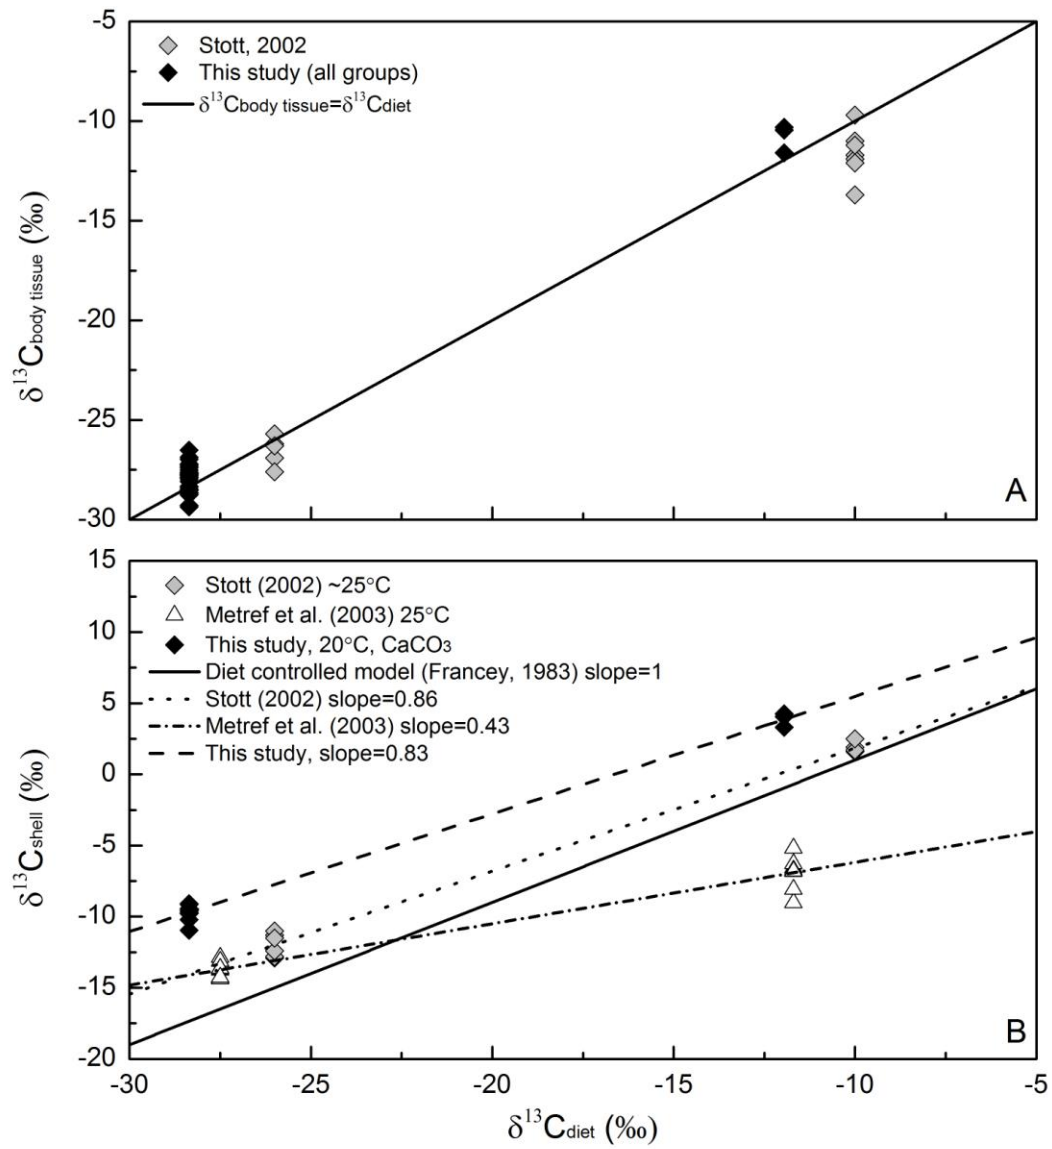 -5
-10
-15
-20
-25
-30
δ¹³Cbody tissue (‰)
Stott, 2002
This study (all groups)
δ¹³Cbody tissue=δ¹³Cdiet
A
15
10
5
0
-5
-10
-15
-20
δ¹³Cshell (‰)
Stott (2002) ~25°C
Metref et al. (2003) 25°C
This study, 20°C, CaCO₃
Diet controlled model (Francey, 1983) slope=1
Stott (2002) slope=0.86
Metref et al. (2003) slope=0.43
This study, slope=0.83
B
-30 -25 -20 -15 -10 -5
δ¹³Cdiet (‰)